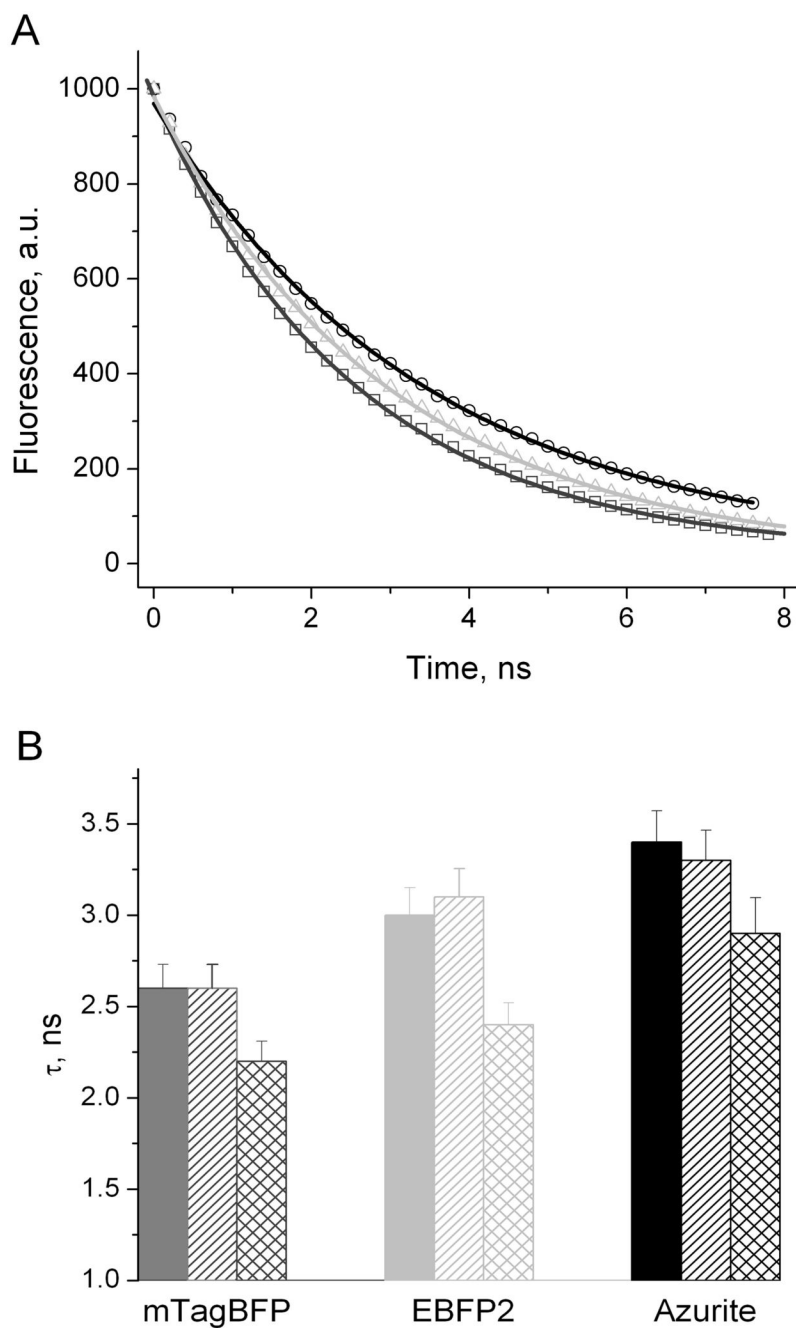 A
1000
800
600
400
200
0
Fluorescence, a.u.
0 2 4 6 8
Time, ns
B
3.5
3.0
2.5
2.0
1.5
1.0
τ, ns
mTagBFP EBFP2 Azurite